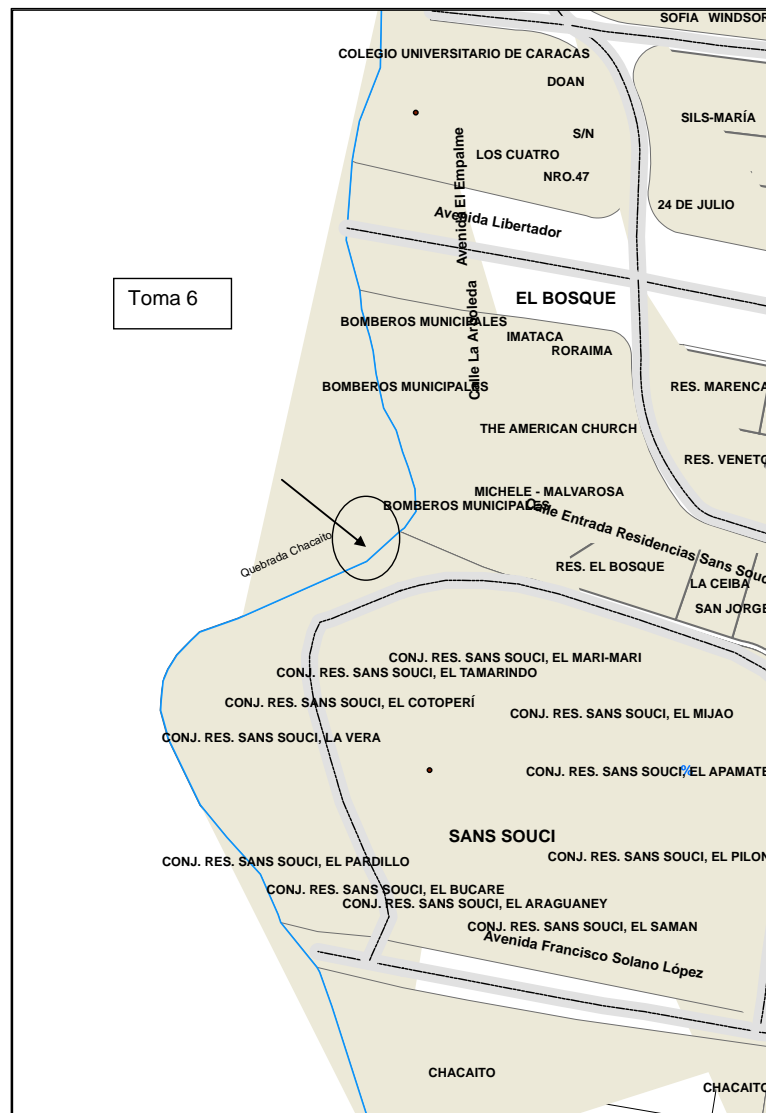 SOFIA WINDSOR
COLEGIO UNIVERSITARIO DE CARACAS
DOAN
SILS-MARÍA
S/N
LOS CUATRO
NRO.47
Avenida El Empalme
24 DE JULIO
Avenida Libertador
Toma 6
EL BOSQUE
BOMBEROS MUNICIPALES
IMATACA
RORAIMA
Calle La Arboleda
BOMBEROS MUNICIPALES
RES. MARENCA
THE AMERICAN CHURCH
RES. VENETO
MICHELE - MALVAROSA
BOMBEROS MUNICIPALES
Calle Entrada Residencias Sans Souci
Quebrada Chacaito
RES. EL BOSQUE
LA CEIBA
SAN JORGE
CONJ. RES. SANS SOUCI, EL MARI-MARI
CONJ. RES. SANS SOUCI, EL TAMARINDO
CONJ. RES. SANS SOUCI, EL COTOPERÍ
CONJ. RES. SANS SOUCI, EL MIJAO
CONJ. RES. SANS SOUCI, LA VERA
CONJ. RES. SANS SOUCI, EL APAMATE
%
SANS SOUCI
CONJ. RES. SANS SOUCI, EL PILON
CONJ. RES. SANS SOUCI, EL PARDILLO
CONJ. RES. SANS SOUCI, EL BUCARE
CONJ. RES. SANS SOUCI, EL ARAGUANEY
CONJ. RES. SANS SOUCI, EL SAMAN
Avenida Francisco Solano López
CHACAITO
CHACAITO